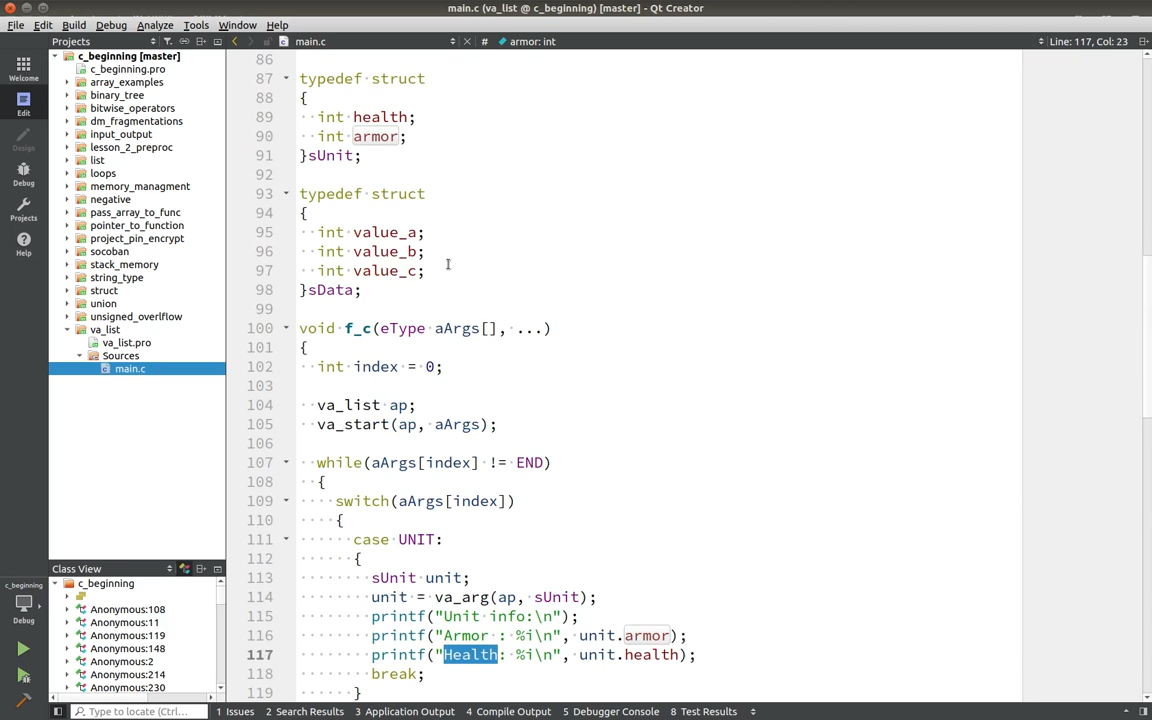 main.c (va_list @ c_beginning) [master] - Qt Creator
File Edit Build Debug Analyze Tools Window Help
Projects main.c # armor: int Line: 117, Col: 23
Welcome
Edit
Design
Debug
Projects
Help
c_beginning
Debug
c_beginning [master]
c_beginning.pro
array_examples
binary_tree
bitwise_operators
dm_fragmentations
input_output
lesson_2_preproc
list
loops
memory_managment
negative
pass_array_to_func
pointer_to_function
project_pin_encrypt
socoban
stack_memory
string_type
struct
union
unsigned_overlflow
va_list
va_list.pro
Sources
main.c
Class View
c_beginning
Anonymous:108
Anonymous:11
Anonymous:119
Anonymous:148
Anonymous:2
Anonymous:214
Anonymous:230
86
87 typedef struct
88 {
89 int health;
90 int armor;
91 }sUnit;
92
93 typedef struct
94 {
95 int value_a;
96 int value_b;
97 int value_c;
98 }sData;
99
100 void f_c(eType aArgs[], ...)
101 {
102 int index = 0;
103
104 va_list ap;
105 va_start(ap, aArgs);
106
107 while(aArgs[index] != END)
108 {
109 switch(aArgs[index])
110 {
111 case UNIT:
112 {
113 sUnit unit;
114 unit = va_arg(ap, sUnit);
115 printf("Unit info:\n");
116 printf("Armor : %i\n", unit.armor);
117 printf("Health: %i\n", unit.health);
118 break;
119 }
Type to locate (Ctrl... 1 Issues 2 Search Results 3 Application Output 4 Compile Output 5 Debugger Console 8 Test Results